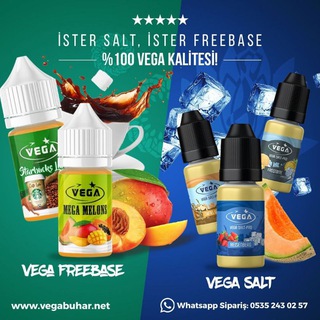 İSTER SALT, İSTER FREEBASE
%100 VEGA KALİTESİ!
VEGA
VEGA
MEGA MELONS
VEGA
VEGA FREEBASE
VEGA SALT
www.vegabuhar.net
Whatsapp Sipariş: 0535 243 02 57